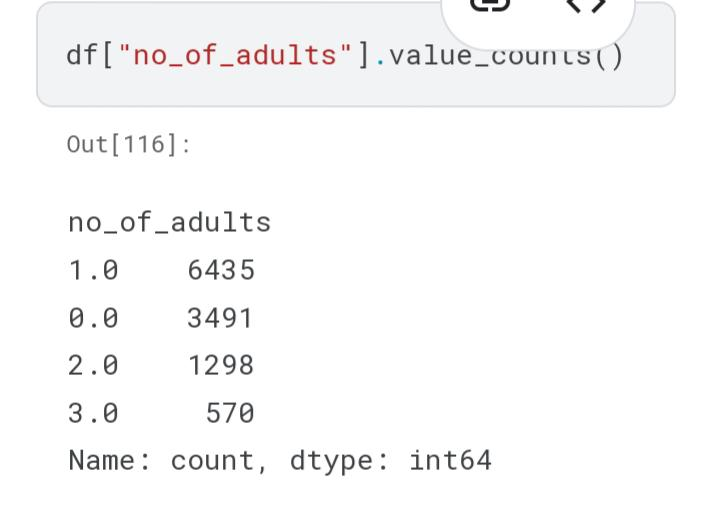 df["no_of_adults"].value_counts()
Out[116]:
no_of_adults
1.0    6435
0.0    3491
2.0    1298
3.0     570
Name: count, dtype: int64